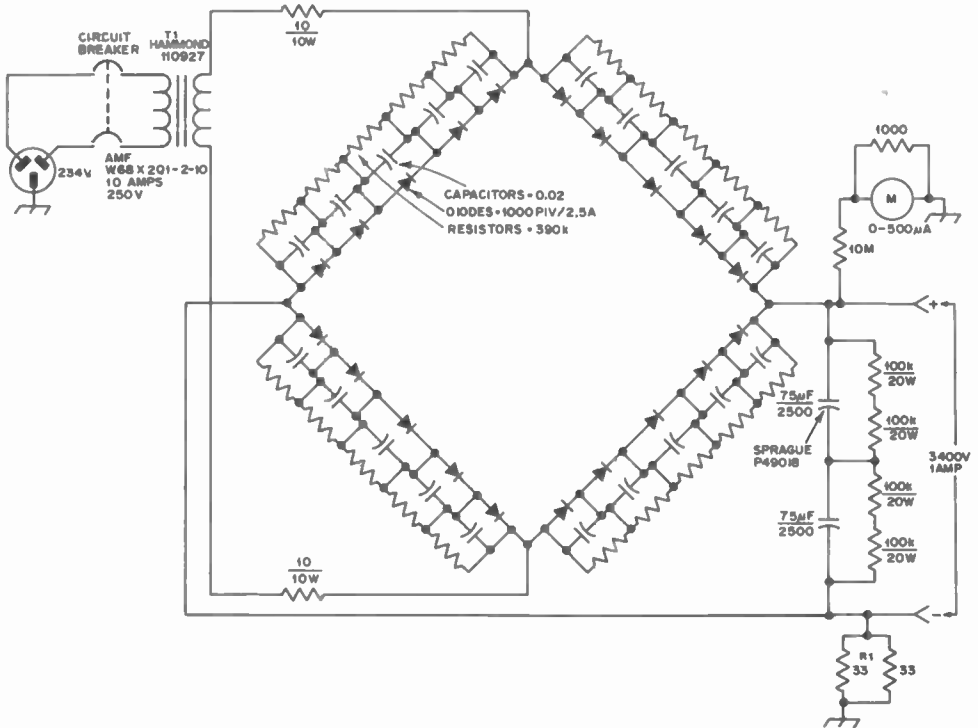 10
10W
CIRCUIT
BREAKER
T1
HAMMOND
110927
234V.
AMF
W68X2Q1-2-10
10 AMPS
250V
CAPACITORS = 0.02
DIODES = 1000 PIV/2.5A
RESISTORS = 390k
1000
M
0-500µA
10M
+
100k
20W
75µF
2500
100k
20W
SPRAGUE
P49018
3400V
1AMP
100k
20W
75µF
2500
100k
20W
10
10W
-
R1
33
33